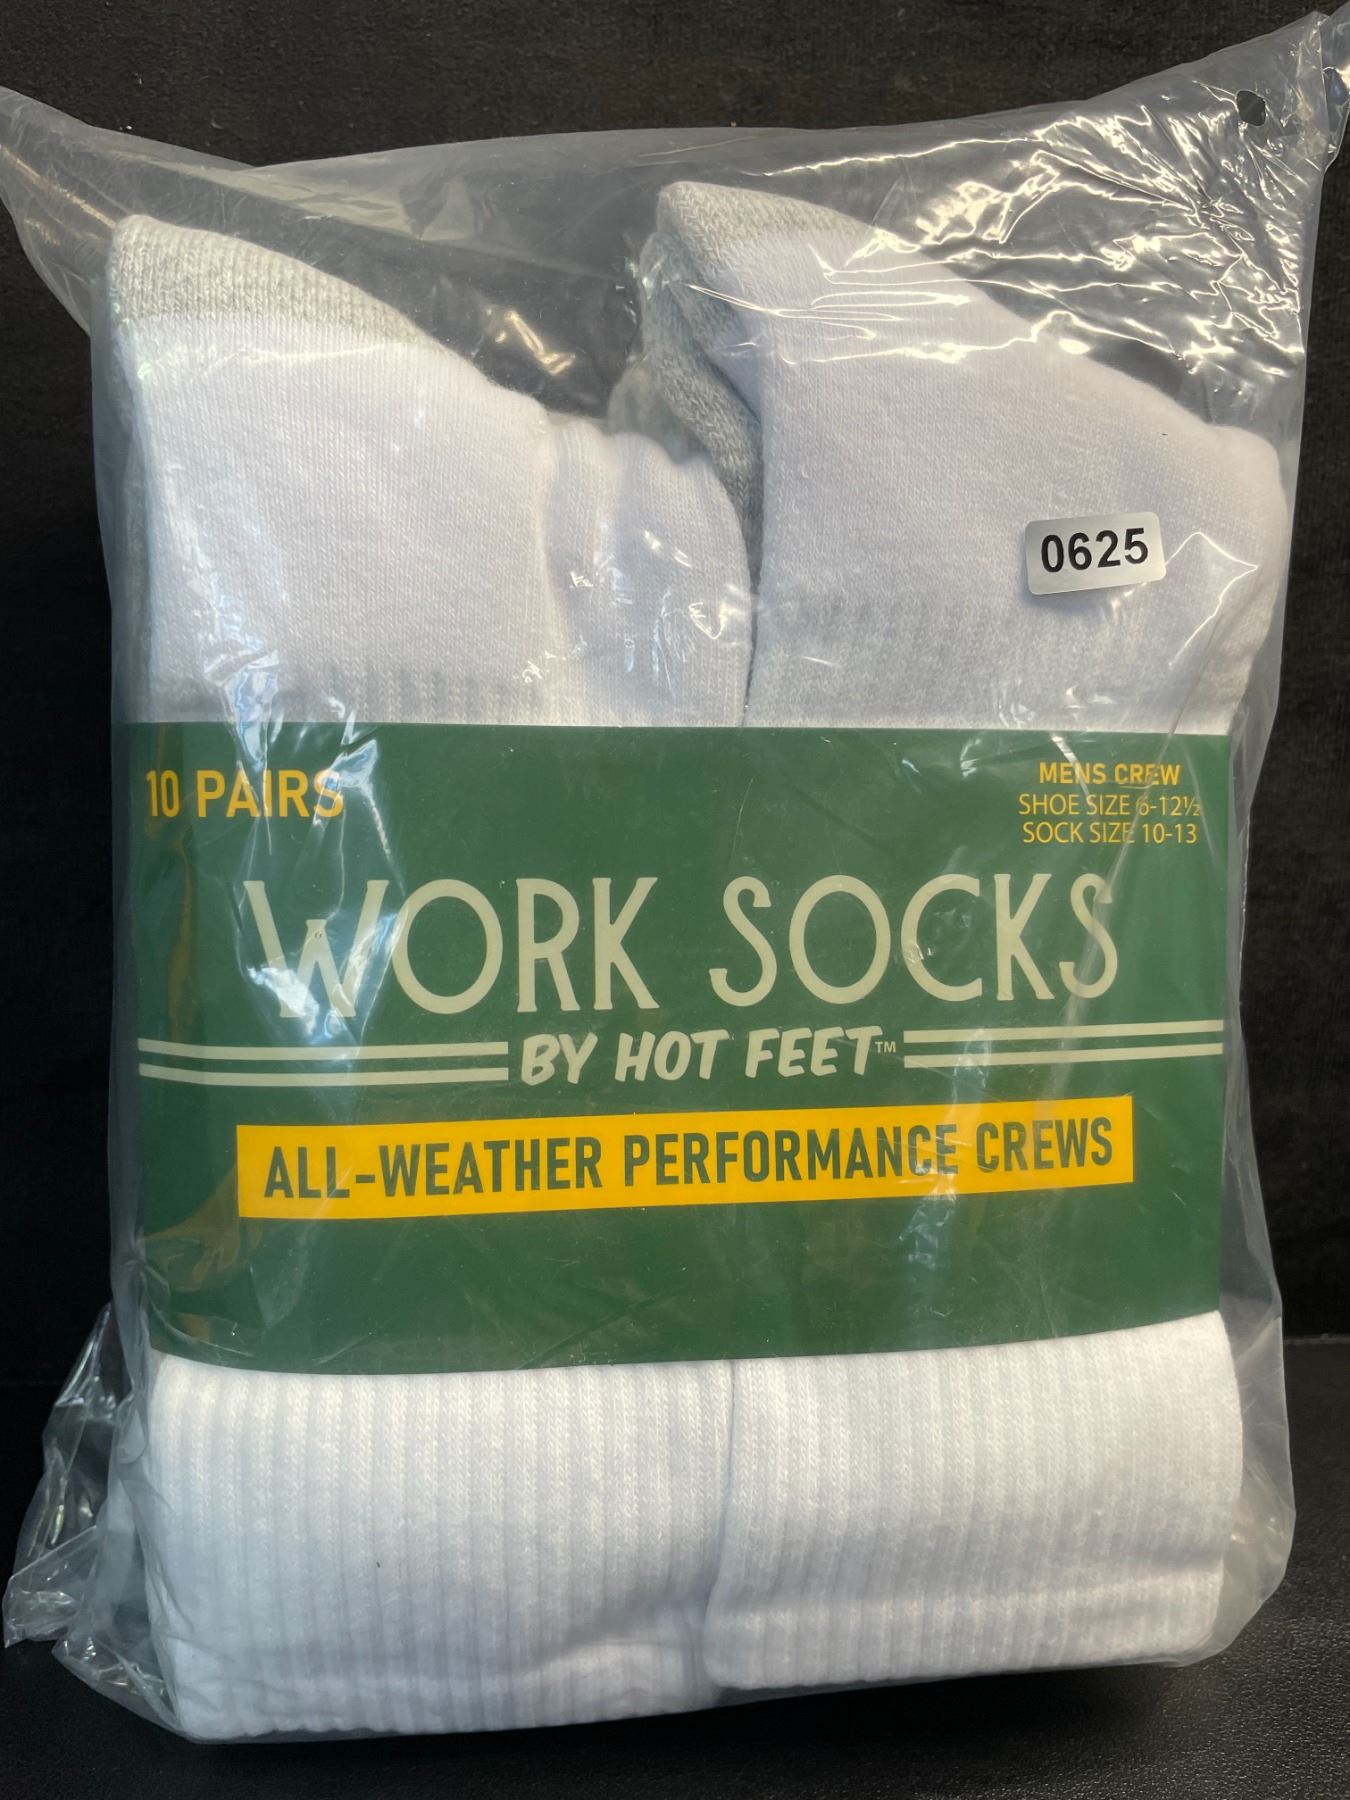 0625
10 PAIRS
MENS CREW
SHOE SIZE 6-12½
SOCK SIZE 10-13
WORK SOCKS
BY HOT FEET™
ALL-WEATHER PERFORMANCE CREWS